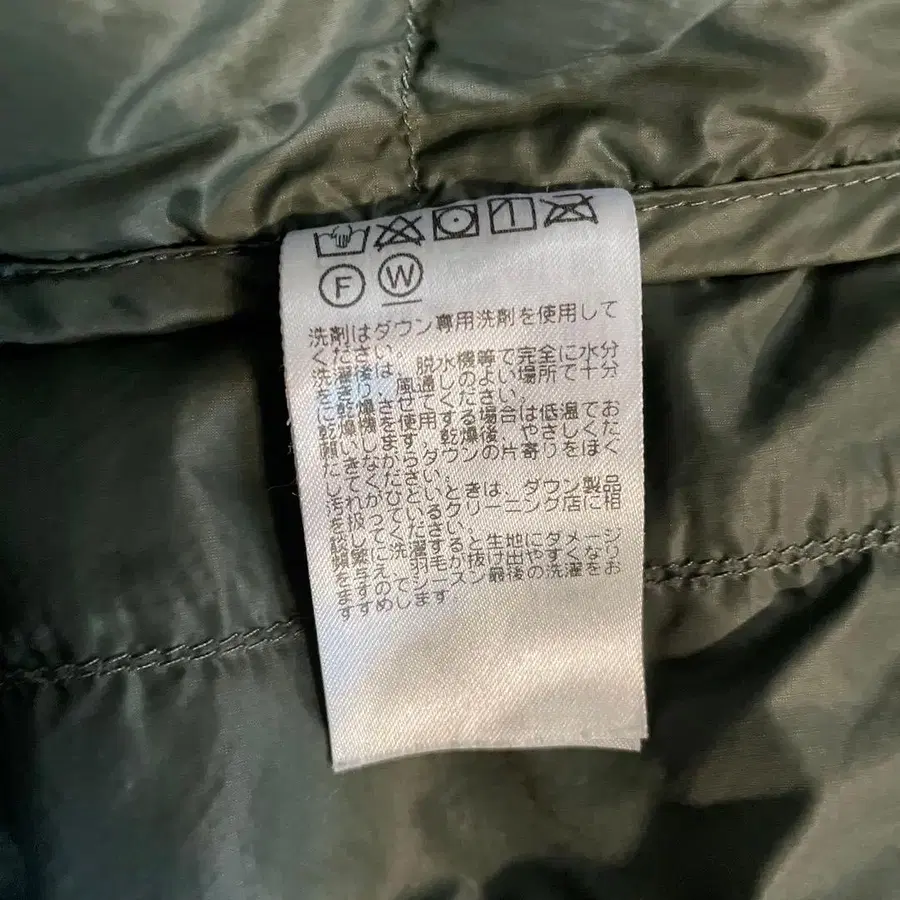 F W
洗剤はダウン専用洗剤を使用して
ください。
洗濯後は、脱水機等で完全に水分
をきり、風通しのよい場所で十分
に乾燥させてください。
乾燥機を使用する場合は低温でお
願いします。乾燥後、やさしくた
たきながらダウンの片寄りをほぐ
してください。
汚れがひどいときは、ダウン製品
を扱っているクリーニング店に相
談してください。
頻繁に洗濯すると生地にダメージ
え羽毛が抜け出やすくなり
ますのでシーズン最後の洗濯をお
すすめします